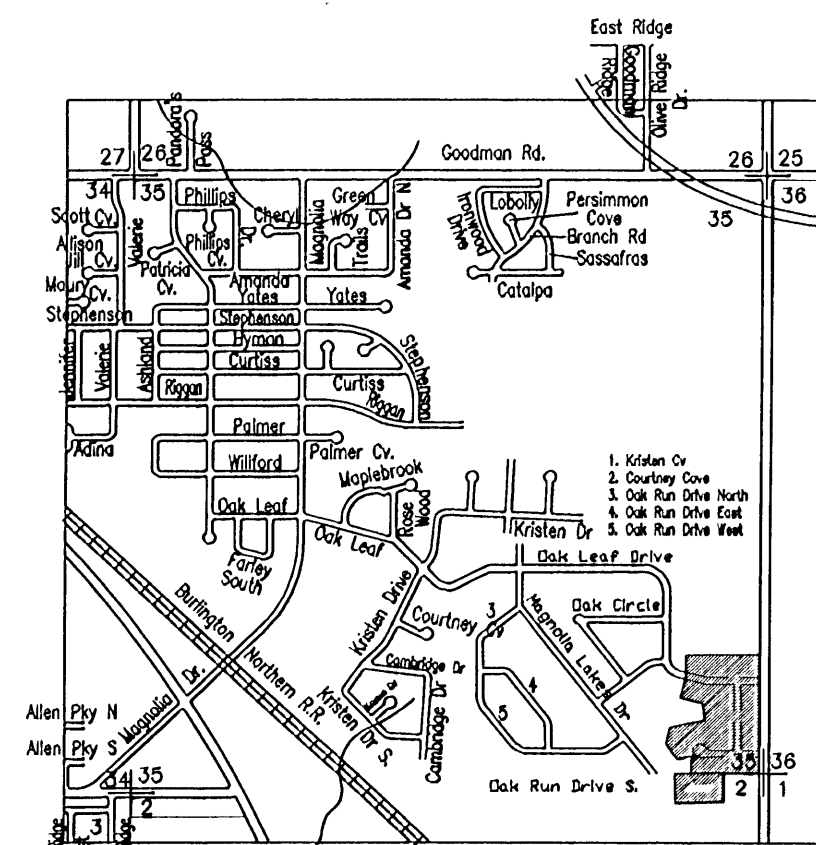 East Ridge
Ridge
Goodman
Olive Ridge
Dr.
Pandora's
Pass
Goodman Rd.
27 26
34 35
26 25
35 36
Phillips
Dr.
Phillips
Cv.
Cheryl
Magnolia
Green
Way Cv
Trails
Amanda Dr N
Ironwood
Drive
Lobolly
Persimmon
Cove
Branch Rd
Sassafras
Catalpa
Scott Cv.
Allison
Jill Cv.
Maury
Cv.
Valerie
Patricia
Cv.
Amanda
Yates
Yates
Stephenson
Stephenson
Hyman
Curtiss
Curtiss
Stephenson
Jennifer
Valerie
Ashland
Riggan
Riggan
Adina
Palmer
Palmer Cv.
Williford
Maplebrook
Rose
Wood
Oak Leaf
Oak Leaf
Farley
South
1. Kristen Cv
2. Courtney Cove
3. Oak Run Drive North
4. Oak Run Drive East
5. Oak Run Drive West
Kristen Dr
Oak Leaf Drive
Oak Circle
Kristen Drive
Courtney
Cv
3
Magnolia Lakes Dr
4
5
Cambridge Dr
Cambridge Dr
Kristen Dr S.
Burlington
Northern R.R.
Magnolia Dr.
Allen Pky N
Allen Pky S
Oak Run Drive S.
34 35
2
3
35 36
2 1